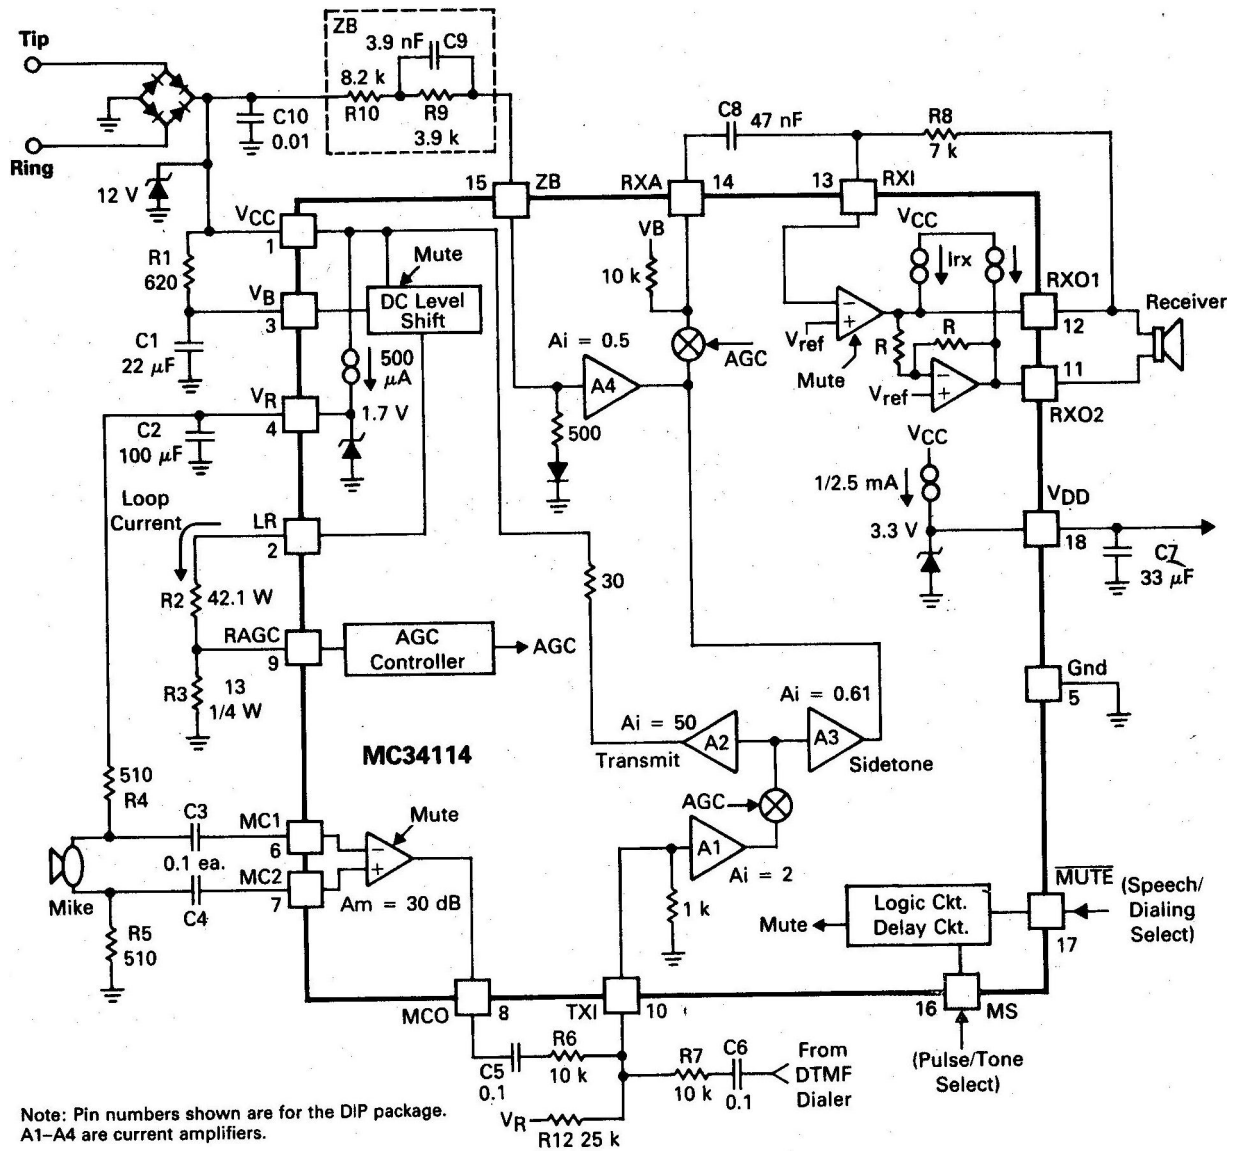 ZB
Tip
3.9 nF C9
8.2 k
R10
R9
3.9 k
C10
0.01
Ring
12 V
C8
47 nF
R8
7 k
15
ZB
RXA
14
13
RXI
VCC
1
R1
620
VB
3
C1
22 μF
Mute
DC Level
Shift
VB
10 k
VCC
Irx
RXO1
12
Receiver
Vref
Mute
R
R
Vref
11
RXO2
Ai = 0.5
A4
AGC
500
500
μA
1.7 V
VR
4
C2
100 μF
VCC
1/2.5 mA
3.3 V
VDD
18
C7
33 μF
Loop
Current
LR
2
R2
42.1 W
30
RAGC
9
AGC
Controller
AGC
R3
13
1/4 W
Gnd
5
Ai = 0.61
Ai = 50
A2
A3
Transmit
Sidetone
MC34114
510
R4
C3
MC1
6
Mute
AGC
0.1 ea.
A1
Ai = 2
MC2
7
Mike
C4
Am = 30 dB
1 k
R5
510
Mute
Logic Ckt.
Delay Ckt.
MUTE
17
(Speech/
Dialing
Select)
MCO
8
TXI
10
16
MS
(Pulse/Tone
Select)
C5
0.1
R6
10 k
R7
10 k
C6
0.1
From
DTMF
Dialer
VR
R12 25 k
Note: Pin numbers shown are for the DIP package.
A1–A4 are current amplifiers.